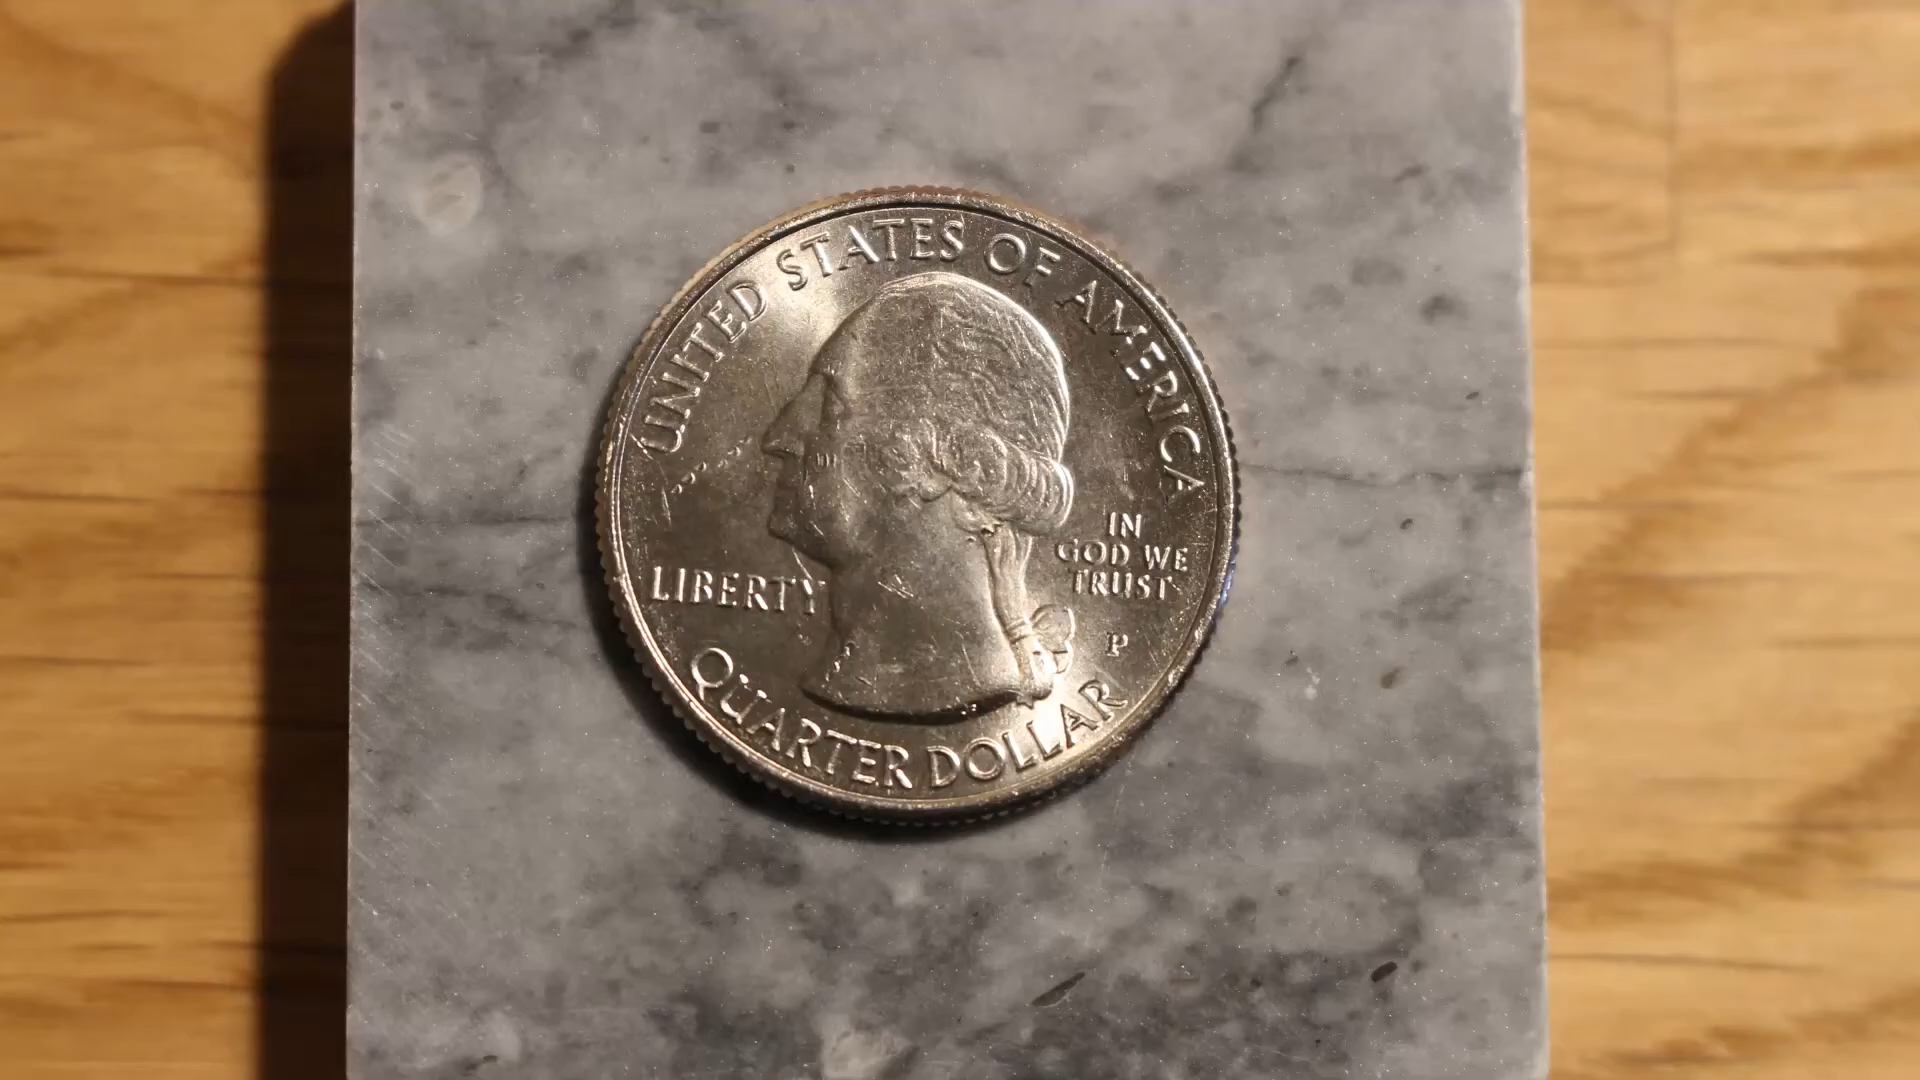 UNITED STATES OF AMERICA
LIBERTY
IN
GOD WE
TRUST
P
QUARTER DOLLAR